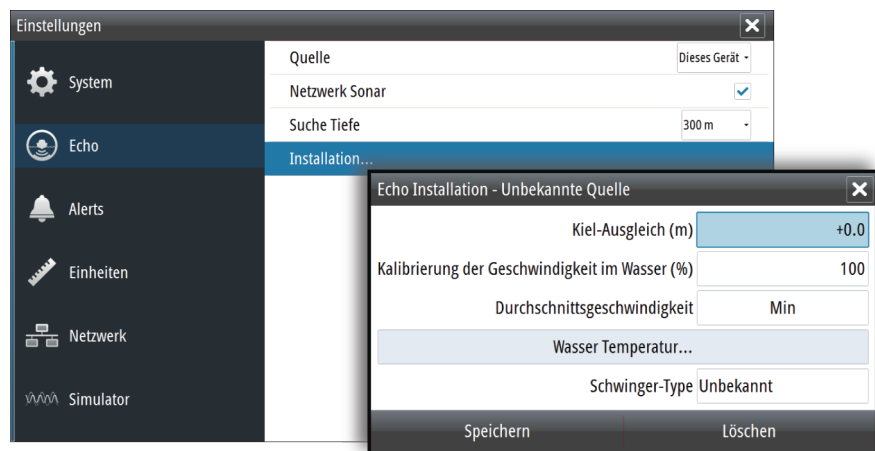 Einstellungen
System
Echo
Alerts
Einheiten
Netzwerk
Simulator
Quelle Dieses Gerät
Netzwerk Sonar
Suche Tiefe 300 m
Installation...
Echo Installation - Unbekannte Quelle
Kiel-Ausgleich (m) +0.0
Kalibrierung der Geschwindigkeit im Wasser (%) 100
Durchschnittsgeschwindigkeit Min
Wasser Temperatur...
Schwinger-Type Unbekannt
Speichern Löschen